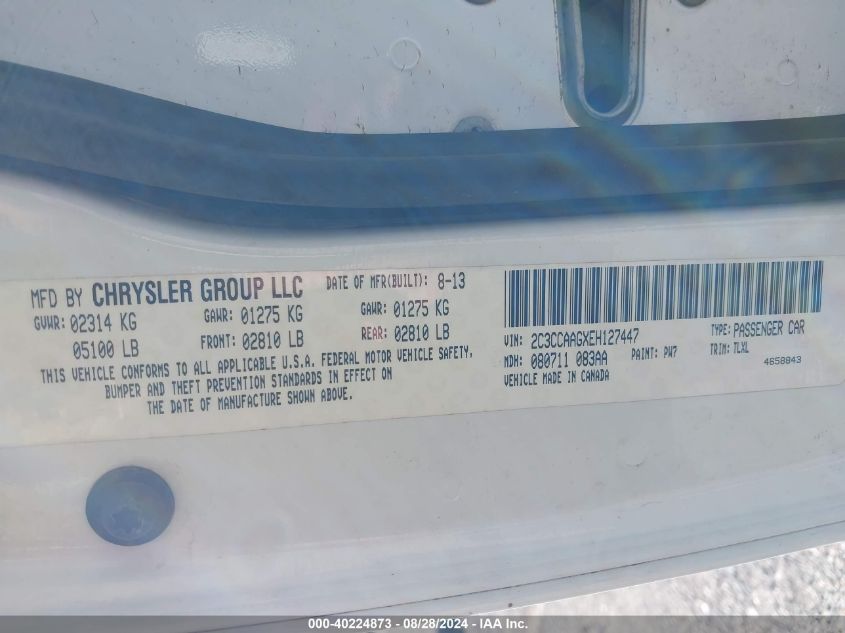 MFD BY CHRYSLER GROUP LLC DATE OF MFR(BUILT): 8-13
GVWR: 02314 KG GAWR: 01275 KG GAWR: 01275 KG
05100 LB FRONT: 02810 LB REAR: 02810 LB
THIS VEHICLE CONFORMS TO ALL APPLICABLE U.S.A. FEDERAL MOTOR VEHICLE SAFETY,
BUMPER AND THEFT PREVENTION STANDARDS IN EFFECT ON
THE DATE OF MANUFACTURE SHOWN ABOVE.
VIN: 2C3CCAAGXEH127447 TYPE: PASSENGER CAR
MDH: 080711 083AA PAINT: PW7 TRIM: TLXL
VEHICLE MADE IN CANADA 4658843
000-40224873 - 08/28/2024 - IAA Inc.